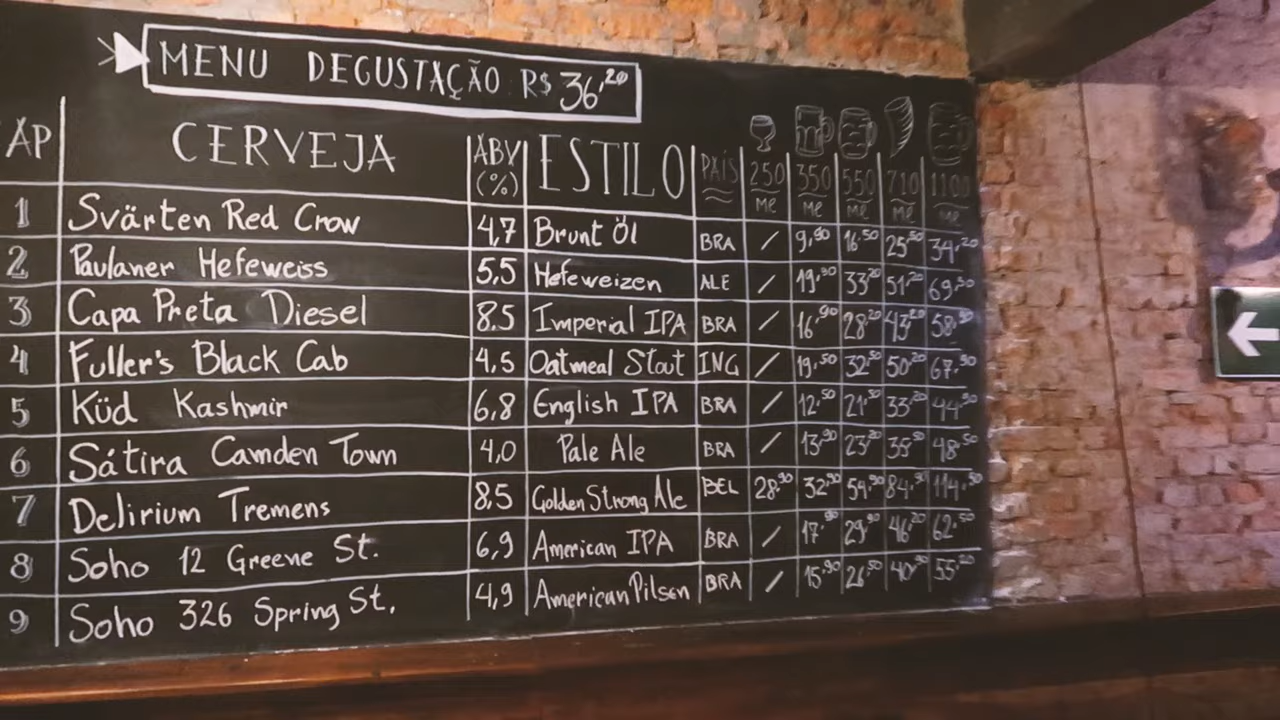 MENU DEGUSTAÇÃO R$ 36,20
AP CERVEJA ABV (%) ESTILO PAÍS 250 ML 350 ML 550 ML 710 ML 1100 ML
1 Svärten Red Crow 4,7 Brunt Öl BRA / 9,90 16,50 25,50 34,20
2 Paulaner Hefeweiss 5,5 Hefeweizen ALE / 19,90 33,20 51,20 69,50
3 Capa Preta Diesel 8.5 Imperial IPA BRA / 16,90 28,20 43,20 58,90
4 Fuller's Black Cab 4,5 Oatmeal Stout ING / 19,50 32,50 50,20 67,90
5 Küd Kashmir 6,8 English IPA BRA / 12,50 21,50 33,20 44,90
6 Sátira Camden Town 4,0 Pale Ale BRA / 13,90 23,20 35,90 48,50
7 Delirium Tremens 8,5 Golden Strong Ale BEL 28,90 32,90 54,90 84,90 114,50
8 Soho 12 Greene St. 6,9 American IPA BRA / 17,90 29,90 46,20 62,50
9 Soho 326 Spring St. 4,9 American Pilsen BRA / 15,90 26,50 40,90 55,20